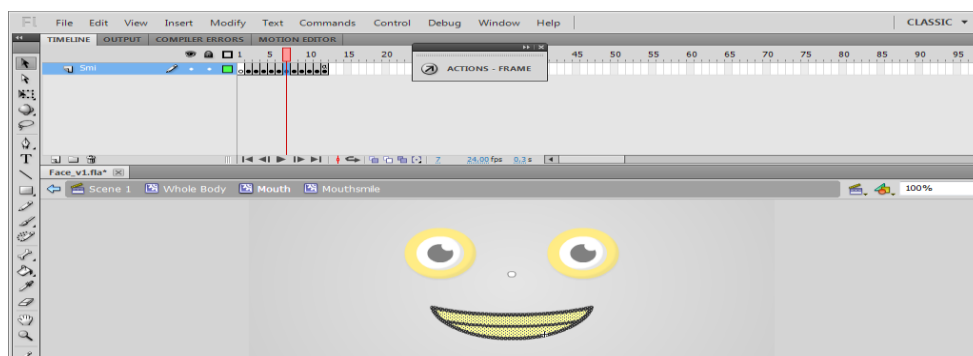 Fl File Edit View Insert Modify Text Commands Control Debug Window Help CLASSIC
TIMELINE OUTPUT COMPILER ERRORS MOTION EDITOR
1 5 10 15 20 45 50 55 60 65 70 75 80 85 90 95
Smi
ACTIONS - FRAME
7 24.00 fps 0.3 s
Face_v1.fla*
Scene 1 Whole Body Mouth Mouthsmile 100%